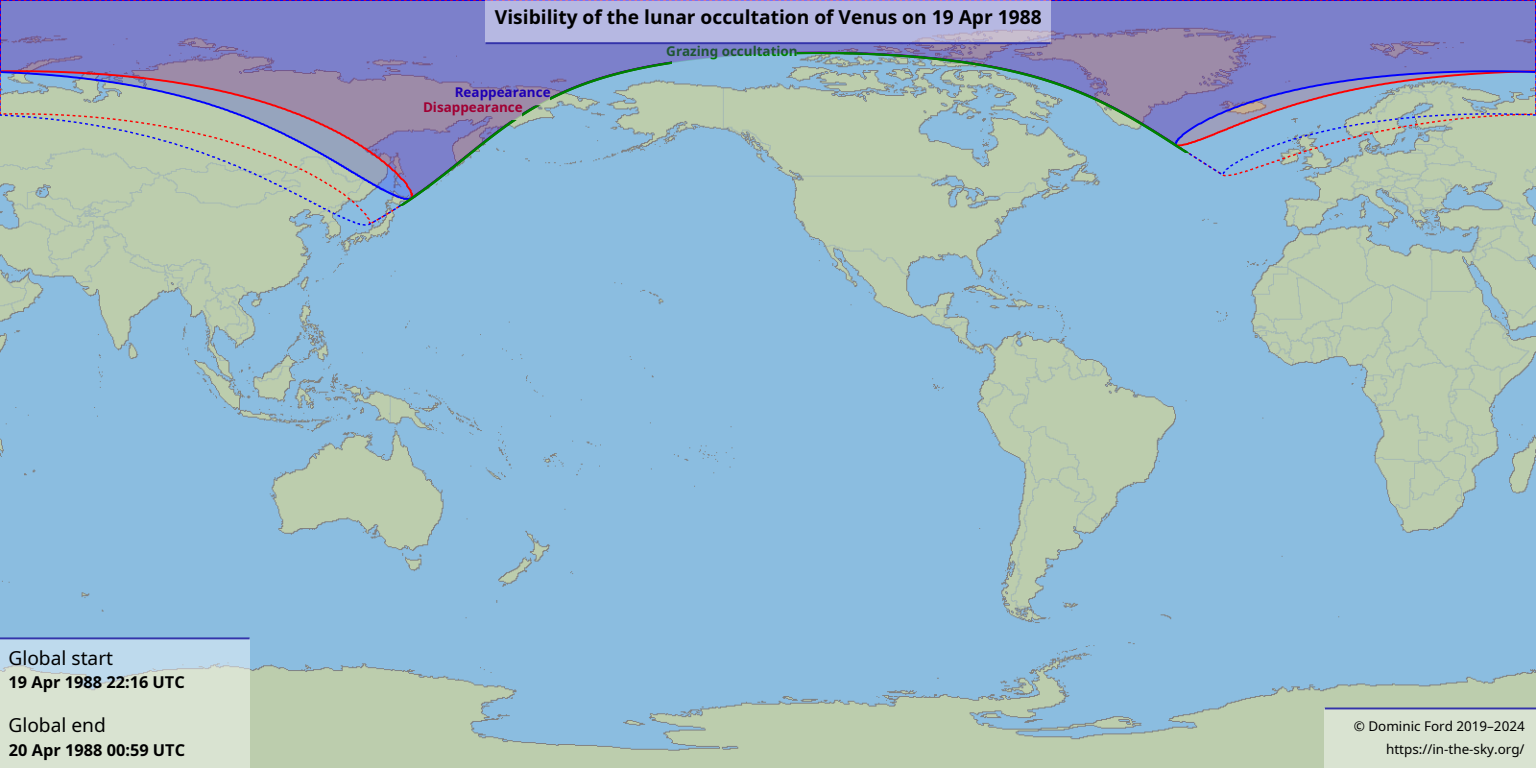 Visibility of the lunar occultation of Venus on 19 Apr 1988
Grazing occultation
Reappearance
Disappearance
Global start
19 Apr 1988 22:16 UTC
Global end
20 Apr 1988 00:59 UTC
© Dominic Ford 2019–2024
https://in-the-sky.org/